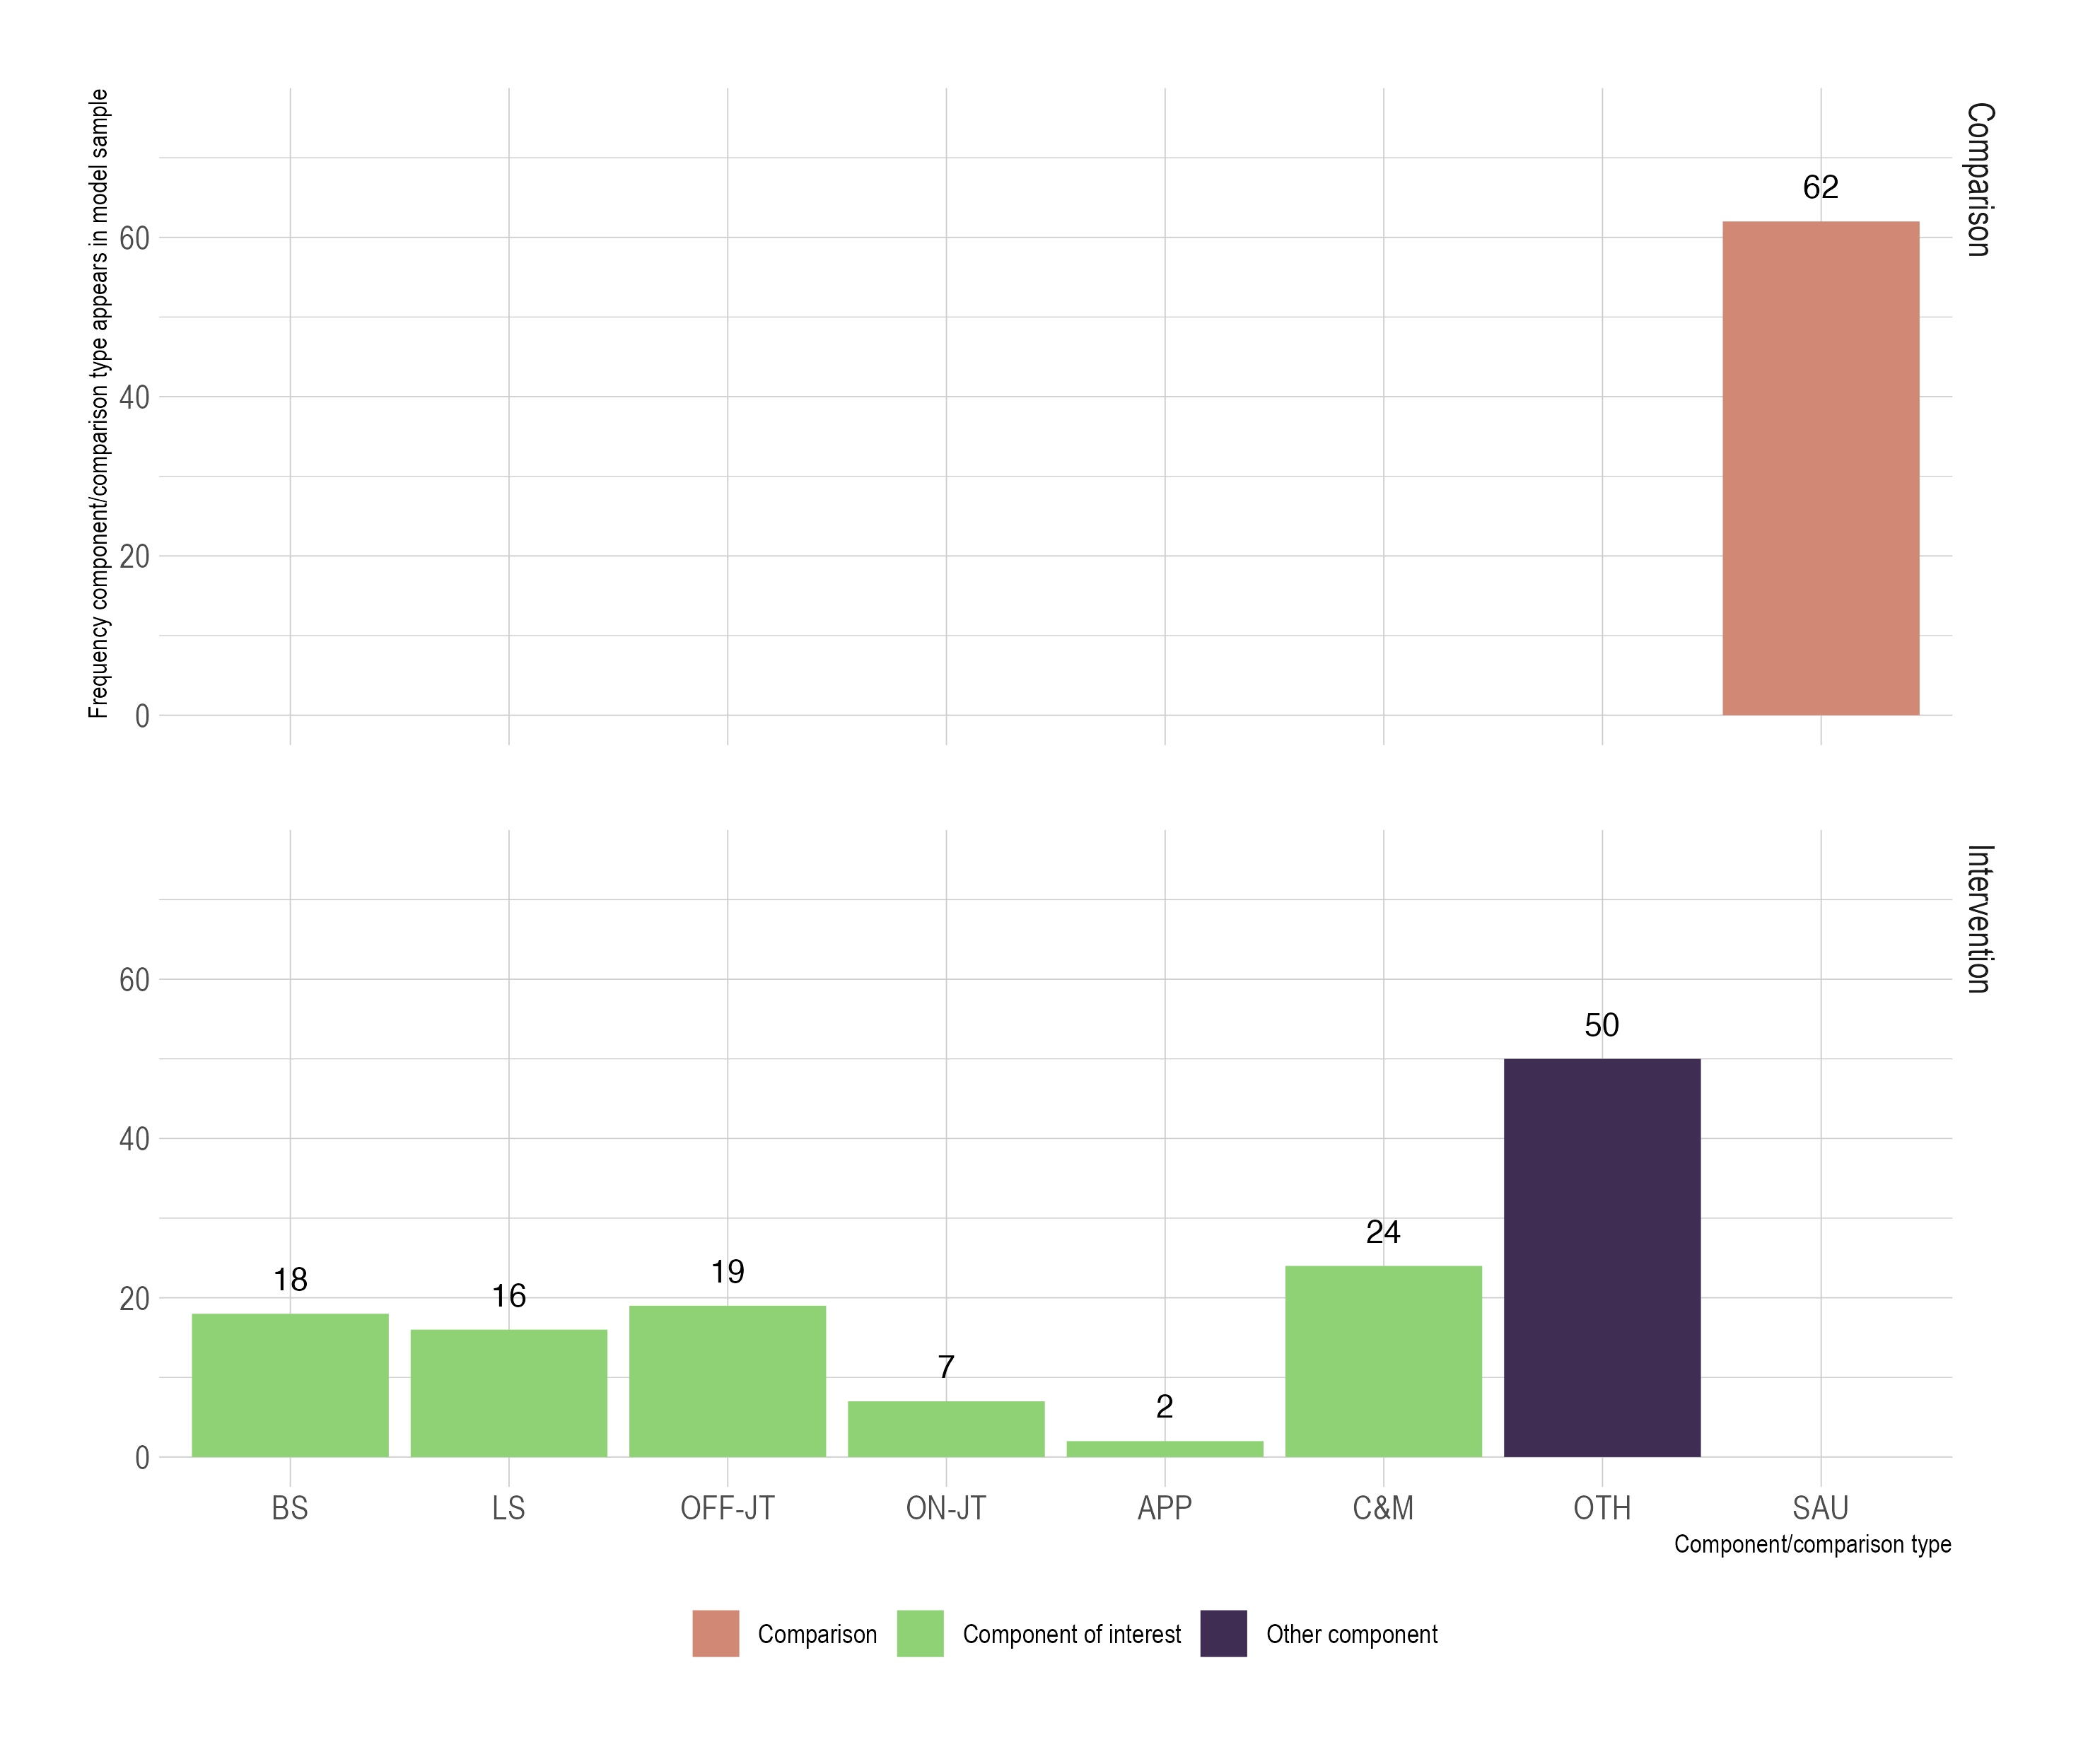 Frequency component/comparison type appears in model sample
Comparison
60
40
20
0
62
Intervention
60
40
20
0
18
16
19
7
2
24
50
BS
LS
OFF-JT
ON-JT
APP
C&M
OTH
SAU
Component/comparison type
Comparison
Component of interest
Other component